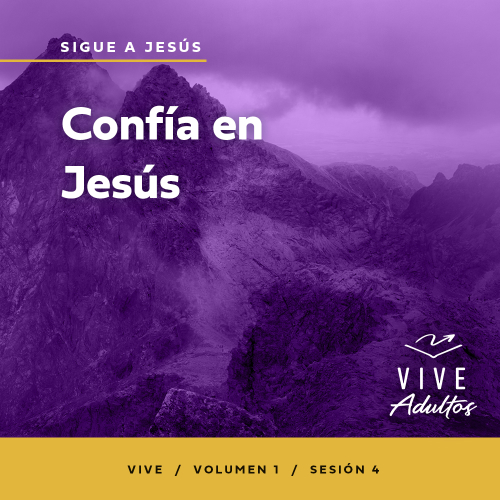 SIGUE A JESÚS
Confía en
Jesús
VIVE
Adultos
VIVE / VOLUMEN 1 / SESIÓN 4